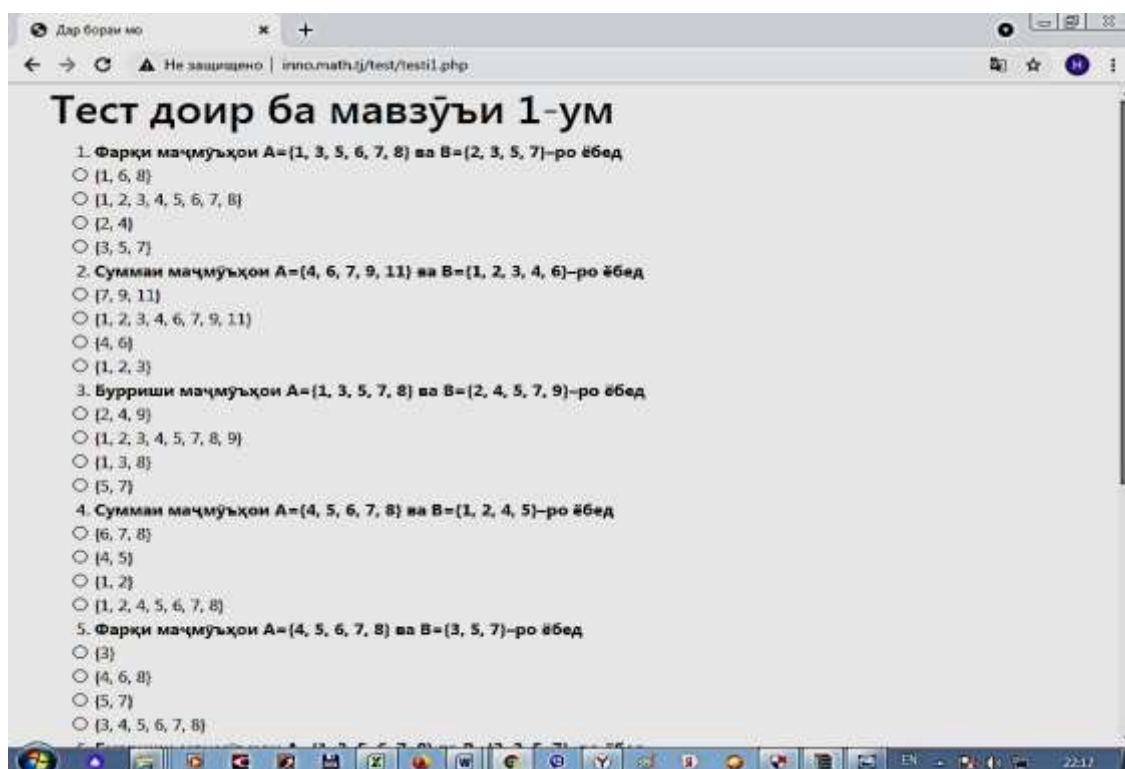 Дар бораи мо
Не защищено | inno.math.tj/test/testi1.php
Тест доир ба мавзӯъи 1-ум
1. Фарқи маҷмӯъҳои A={1, 3, 5, 6, 7, 8} ва B={2, 3, 5, 7}–ро ёбед
{1, 6, 8}
{1, 2, 3, 4, 5, 6, 7, 8}
{2, 4}
{3, 5, 7}
2. Суммаи маҷмӯъҳои A={4, 6, 7, 9, 11} ва B={1, 2, 3, 4, 6}–ро ёбед
{7, 9, 11}
{1, 2, 3, 4, 6, 7, 9, 11}
{4, 6}
{1, 2, 3}
3. Бурриши маҷмӯъҳои A={1, 3, 5, 7, 8} ва B={2, 4, 5, 7, 9}–ро ёбед
{2, 4, 9}
{1, 2, 3, 4, 5, 7, 8, 9}
{1, 3, 8}
{5, 7}
4. Суммаи маҷмӯъҳои A={4, 5, 6, 7, 8} ва B={1, 2, 4, 5}–ро ёбед
{6, 7, 8}
{4, 5}
{1, 2}
{1, 2, 4, 5, 6, 7, 8}
5. Фарқи маҷмӯъҳои A={4, 5, 6, 7, 8} ва B={3, 5, 7}–ро ёбед
{3}
{4, 6, 8}
{5, 7}
{3, 4, 5, 6, 7, 8}
EN
22:17